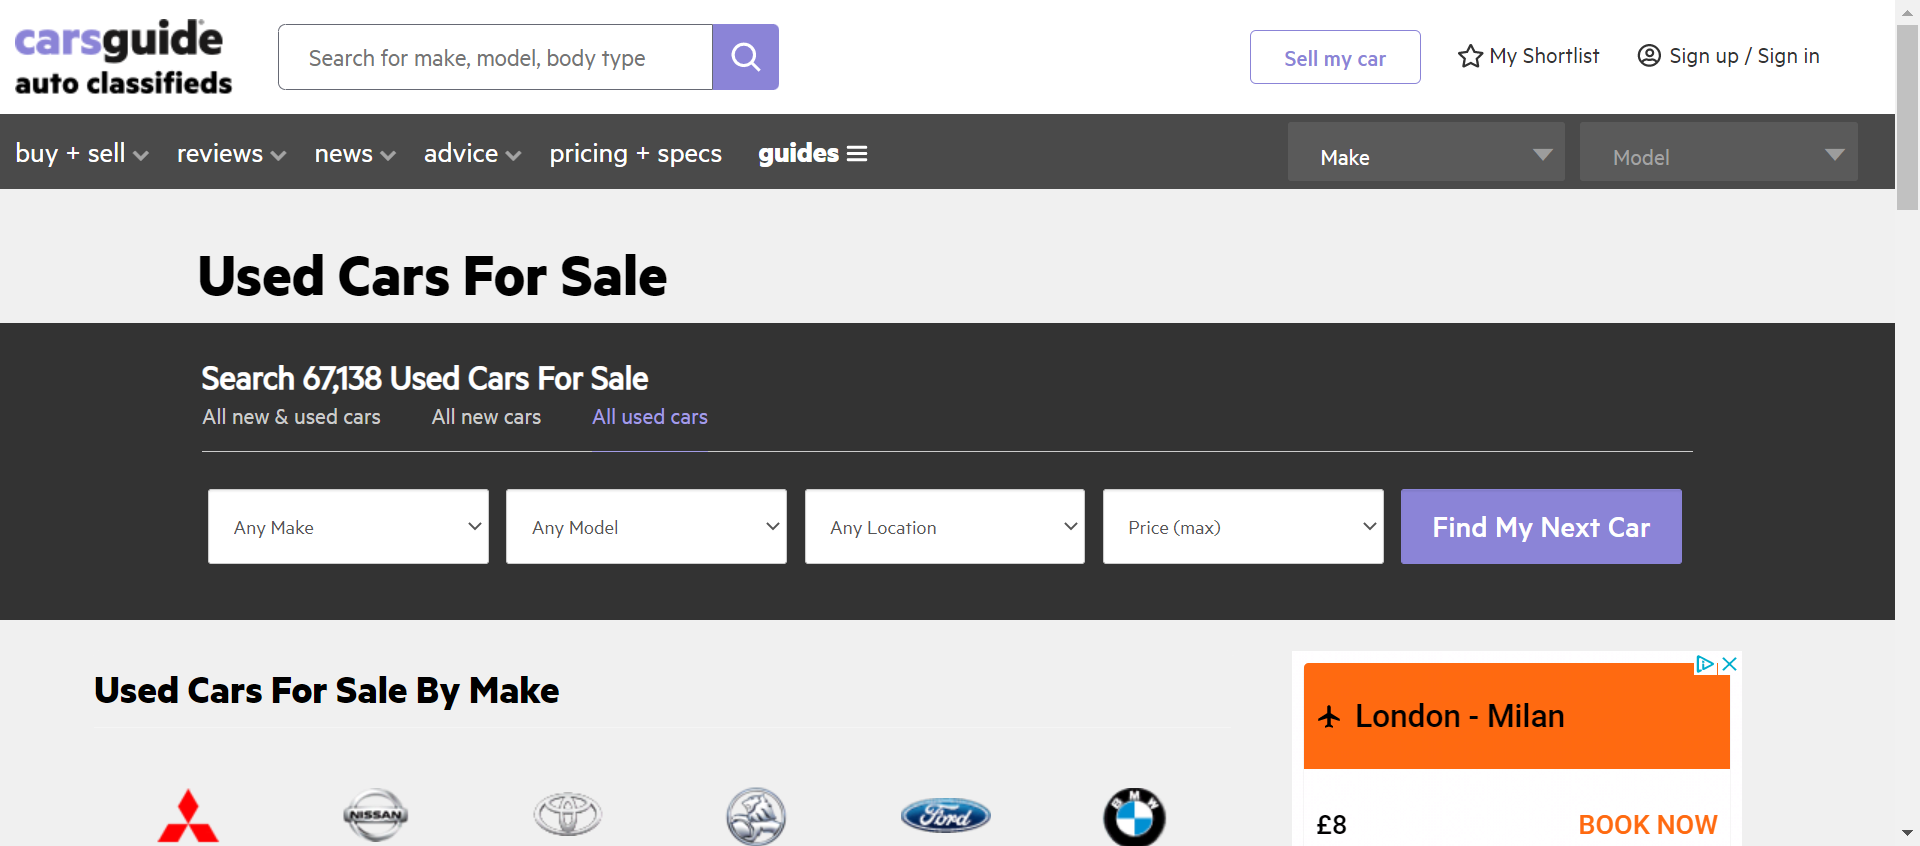 carsguide
auto classifieds
Search for make, model, body type
Sell my car
My Shortlist
Sign up / Sign in
buy + sell
reviews
news
advice
pricing + specs
guides
Make
Model
Used Cars For Sale
Search 67,138 Used Cars For Sale
All new & used cars
All new cars
All used cars
Any Make
Any Model
Any Location
Price (max)
Find My Next Car
Used Cars For Sale By Make
London - Milan
£8
BOOK NOW
NISSAN
Ford
BMW